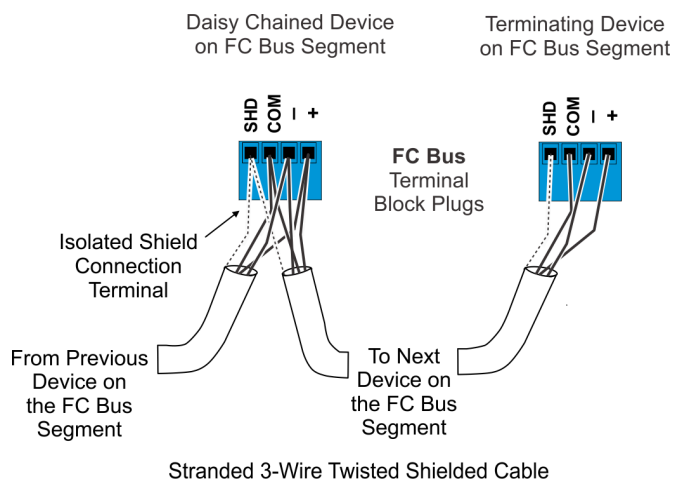 Daisy Chained Device
on FC Bus Segment
Terminating Device
on FC Bus Segment
SHD
COM
–
+
SHD
COM
–
+
FC Bus
Terminal
Block Plugs
Isolated Shield
Connection
Terminal
From Previous
Device on
the FC Bus
Segment
To Next
Device on
the FC Bus
Segment
Stranded 3-Wire Twisted Shielded Cable